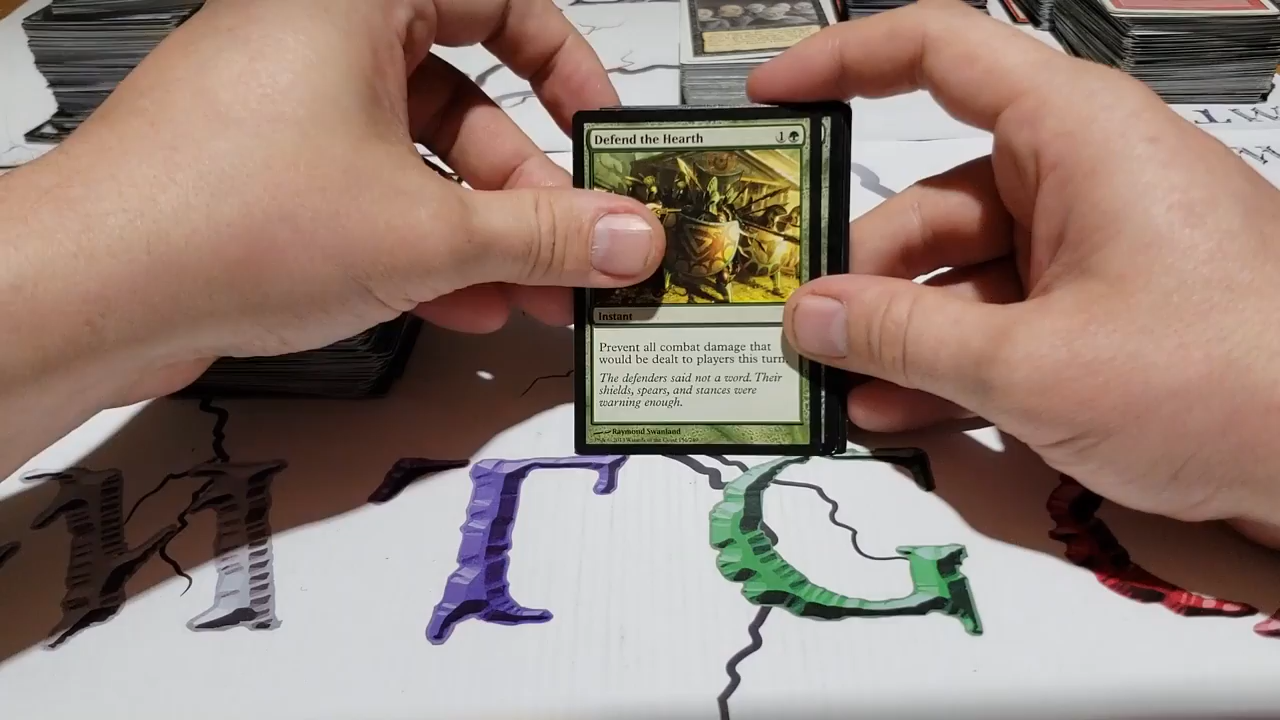 Defend the Hearth
1
Instant
Prevent all combat damage that
would be dealt to players this turn.
The defenders said not a word. Their
shields, spears, and stances were
warning enough.
Raymond Swanland
MTG